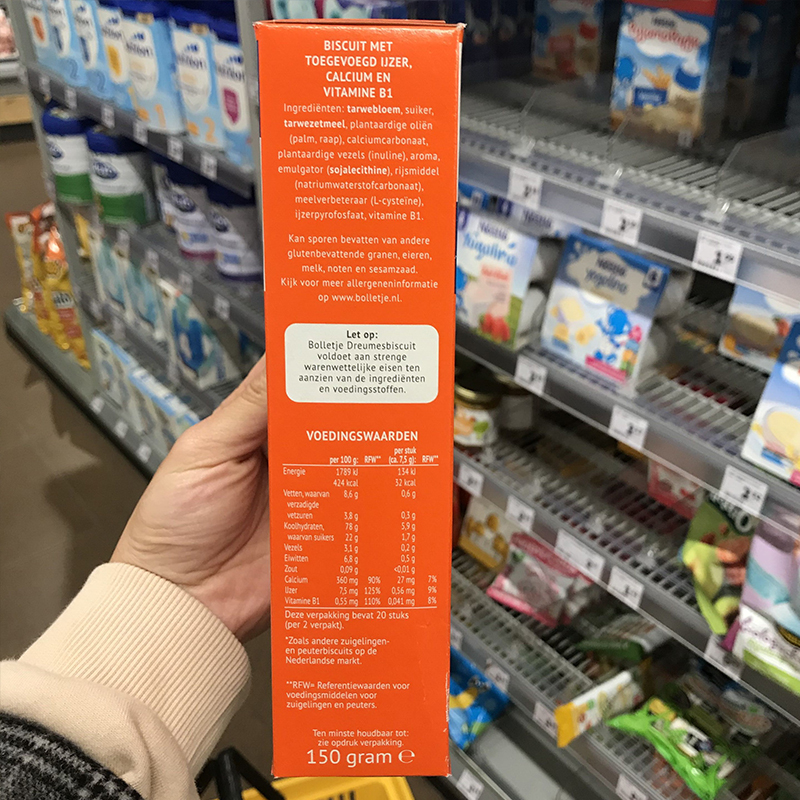 BISCUIT MET
TOEGEVOEGD IJZER,
CALCIUM EN
VITAMINE B1
Ingrediënten: tarwebloem, suiker,
tarwezetmeel, plantaardige oliën
(palm, raap), calciumcarbonaat,
plantaardige vezels (inuline), aroma,
emulgator (sojalecithine), rijsmiddel
(natriumwaterstofcarbonaat),
meelverbeteraar (L-cysteïne),
ijzerpyrofosfaat, vitamine B1.
Kan sporen bevatten van andere
glutenbevattende granen, eieren,
melk, noten en sesamzaad.
Kijk voor meer allergeneninformatie
op www.bolletje.nl.
Let op:
Bolletje Dreumesbiscuit
voldoet aan strenge
warenwettelijke eisen ten
aanzien van de ingrediënten
en voedingsstoffen.
VOEDINGSWAARDEN
per 100 g: RFW** per stuk (ca. 7,5 g): RFW**
Energie 1789 kJ 134 kJ
424 kcal 32 kcal
Vetten, waarvan 8,6 g 0,6 g
verzadigde
vetzuren 3,8 g 0,3 g
Koolhydraten, 78 g 5,9 g
waarvan suikers 22 g 1,7 g
Vezels 3,1 g 0,2 g
Eiwitten 6,8 g 0,5 g
Zout 0,09 g <0,01 g
Calcium 360 mg 90% 27 mg 7%
IJzer 7,5 mg 125% 0,56 mg 9%
Vitamine B1 0,55 mg 110% 0,041 mg 8%
Deze verpakking bevat 20 stuks
(per 2 verpakt).
*Zoals andere zuigelingen-
en peuterbiscuits op de
Nederlandse markt.
**RFW= Referentiewaarden voor
voedingsmiddelen voor
zuigelingen en peuters.
Ten minste houdbaar tot:
zie opdruk verpakking.
150 gram ℮